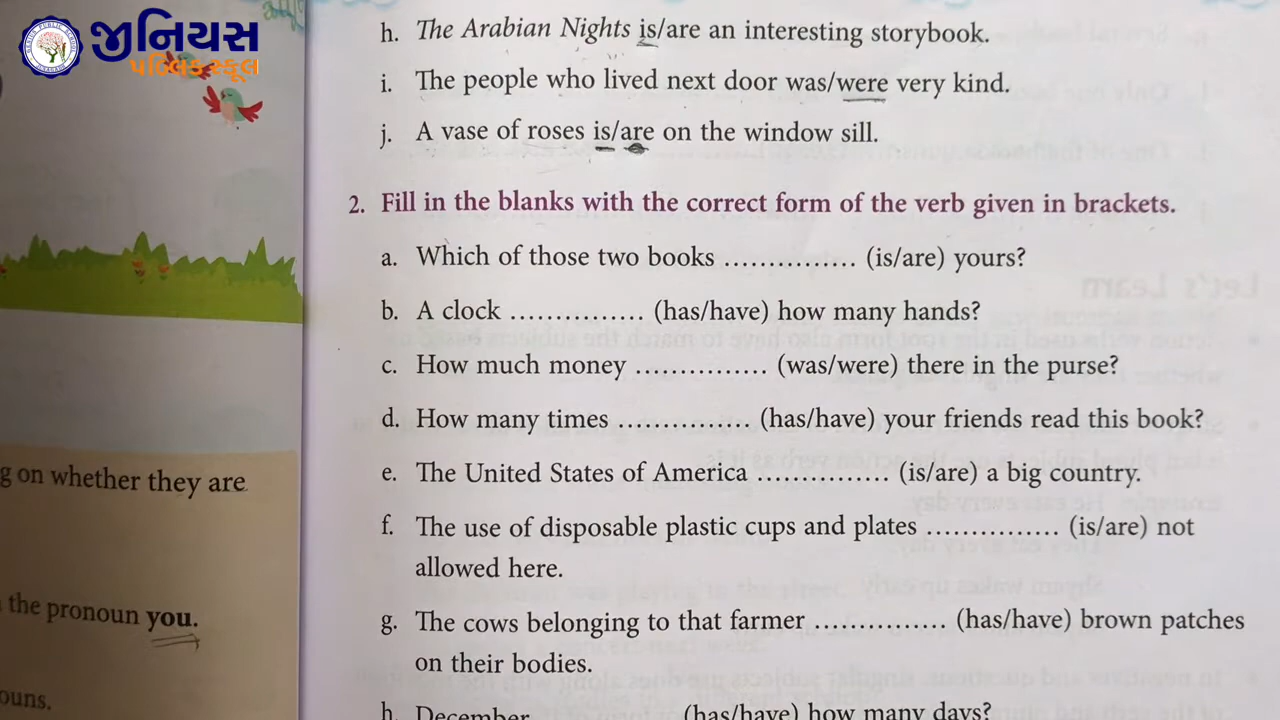 જીનિયસ
પબ્લિક સ્કૂલ
h. The Arabian Nights is/are an interesting storybook.
i. The people who lived next door was/were very kind.
j. A vase of roses is/are on the window sill.
2. Fill in the blanks with the correct form of the verb given in brackets.
a. Which of those two books .............. (is/are) yours?
b. A clock .............. (has/have) how many hands?
c. How much money .............. (was/were) there in the purse?
d. How many times .............. (has/have) your friends read this book?
e. The United States of America .............. (is/are) a big country.
f. The use of disposable plastic cups and plates .............. (is/are) not
allowed here.
g. The cows belonging to that farmer .............. (has/have) brown patches
on their bodies.
h. December (has/have) how many days?
g on whether they are
the pronoun you.
ouns.